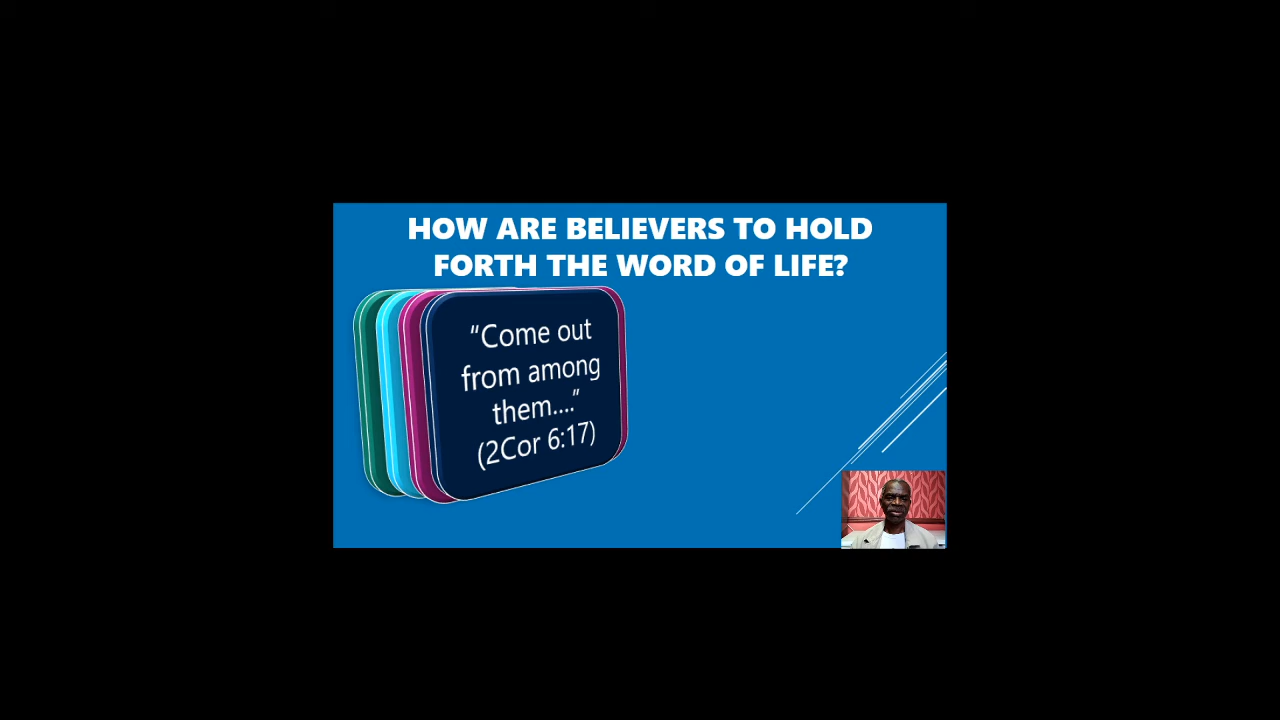 HOW ARE BELIEVERS TO HOLD
FORTH THE WORD OF LIFE?
“Come out
from among
them....”
(2Cor 6:17)